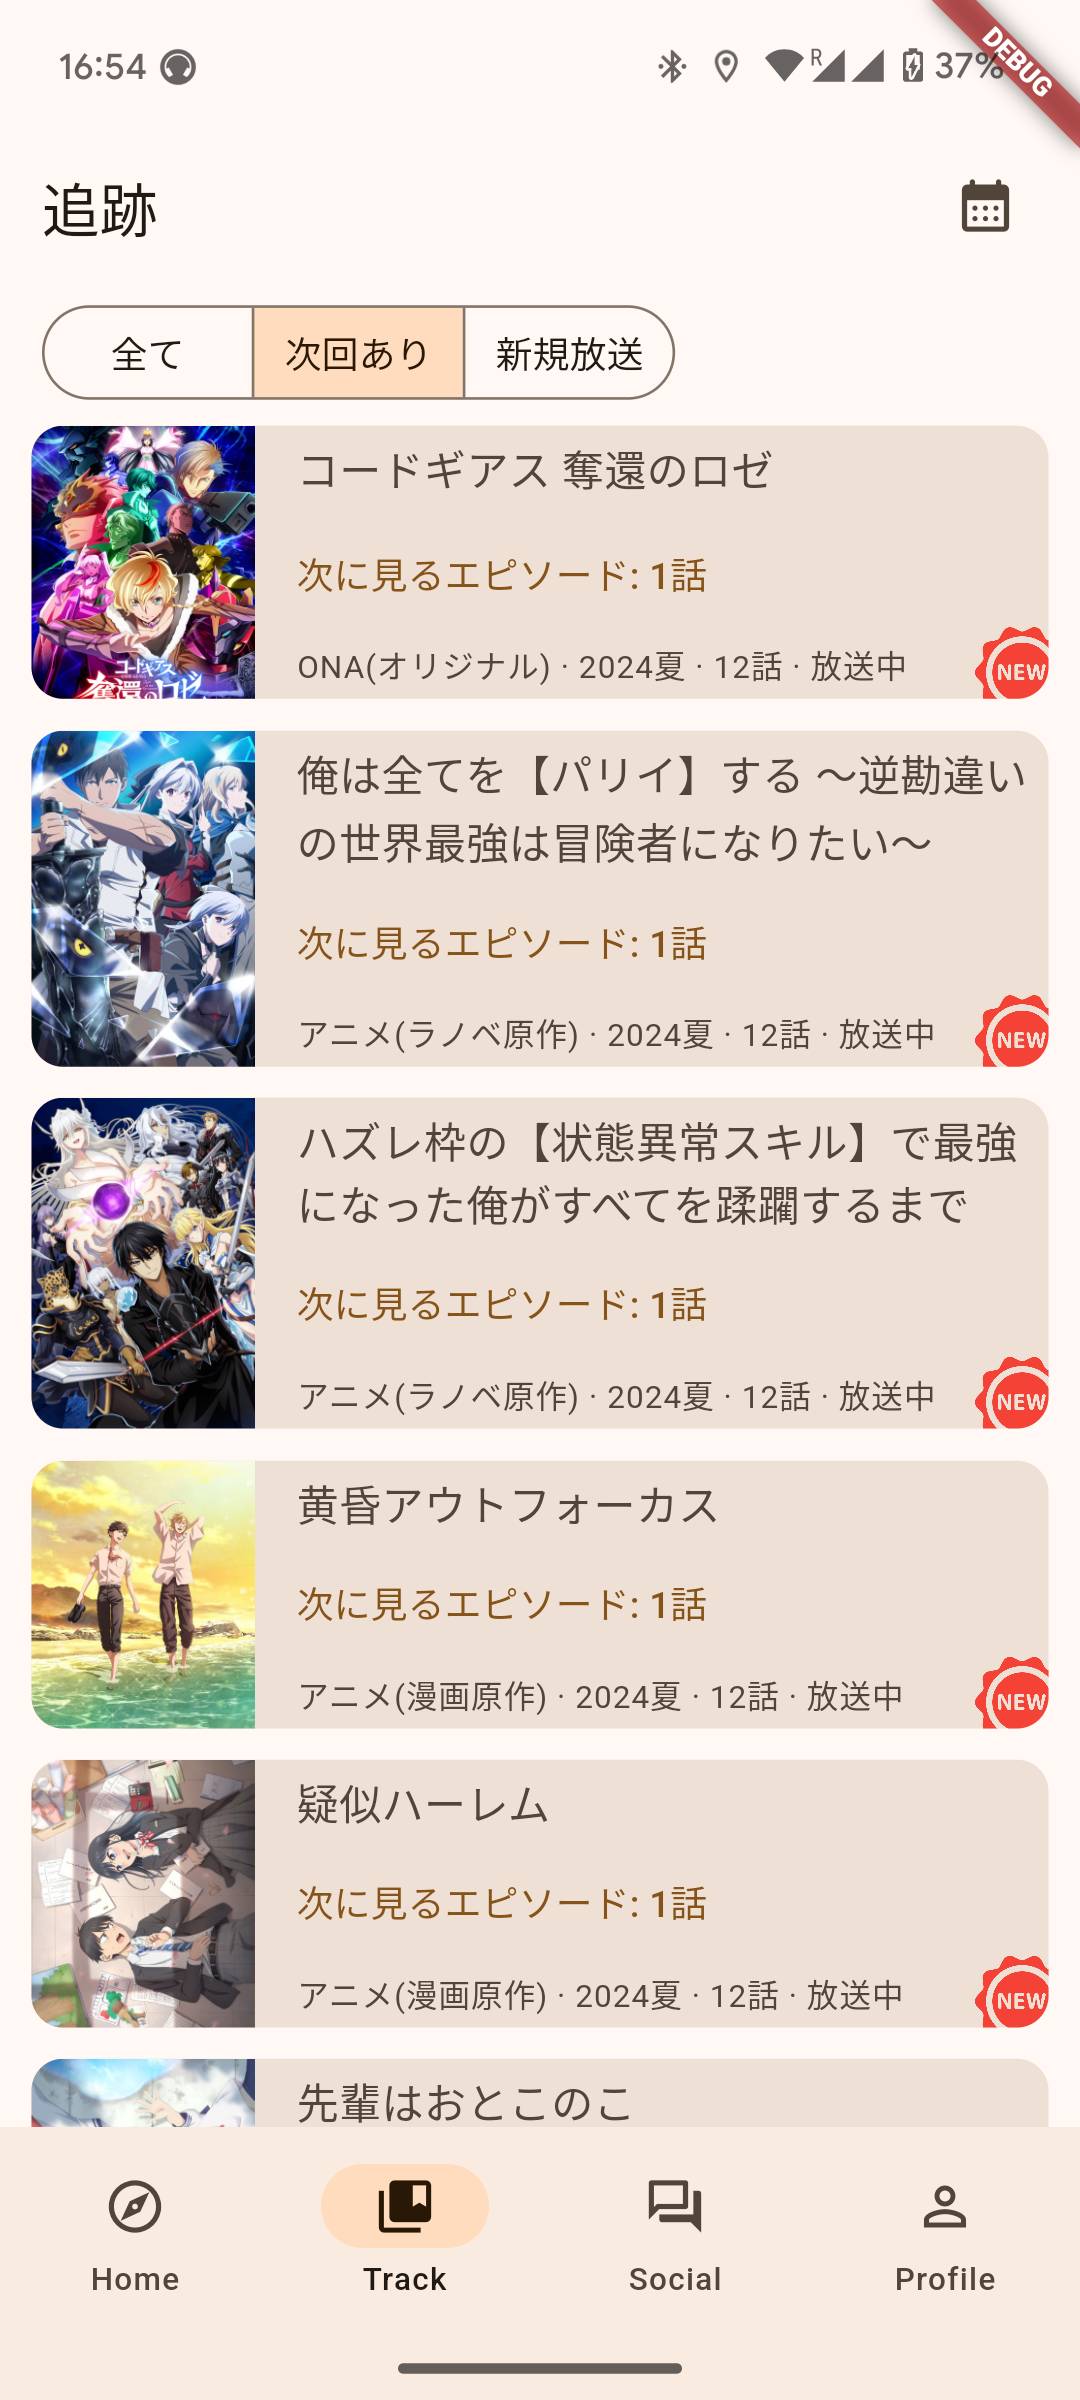 16:54
R
37%
DEBUG
追跡
全て
次回あり
新規放送
コードギアス 奪還のロゼ
次に見るエピソード: 1話
ONA(オリジナル) · 2024夏 · 12話 · 放送中
NEW
コードギアス
奪還のロゼ
俺は全てを【パリイ】する ～逆勘違い
の世界最強は冒険者になりたい～
次に見るエピソード: 1話
アニメ(ラノベ原作) · 2024夏 · 12話 · 放送中
NEW
ハズレ枠の【状態異常スキル】で最強
になった俺がすべてを蹂躙するまで
次に見るエピソード: 1話
アニメ(ラノベ原作) · 2024夏 · 12話 · 放送中
NEW
黄昏アウトフォーカス
次に見るエピソード: 1話
アニメ(漫画原作) · 2024夏 · 12話 · 放送中
NEW
疑似ハーレム
次に見るエピソード: 1話
アニメ(漫画原作) · 2024夏 · 12話 · 放送中
NEW
先輩はおとこのこ
Home
Track
Social
Profile